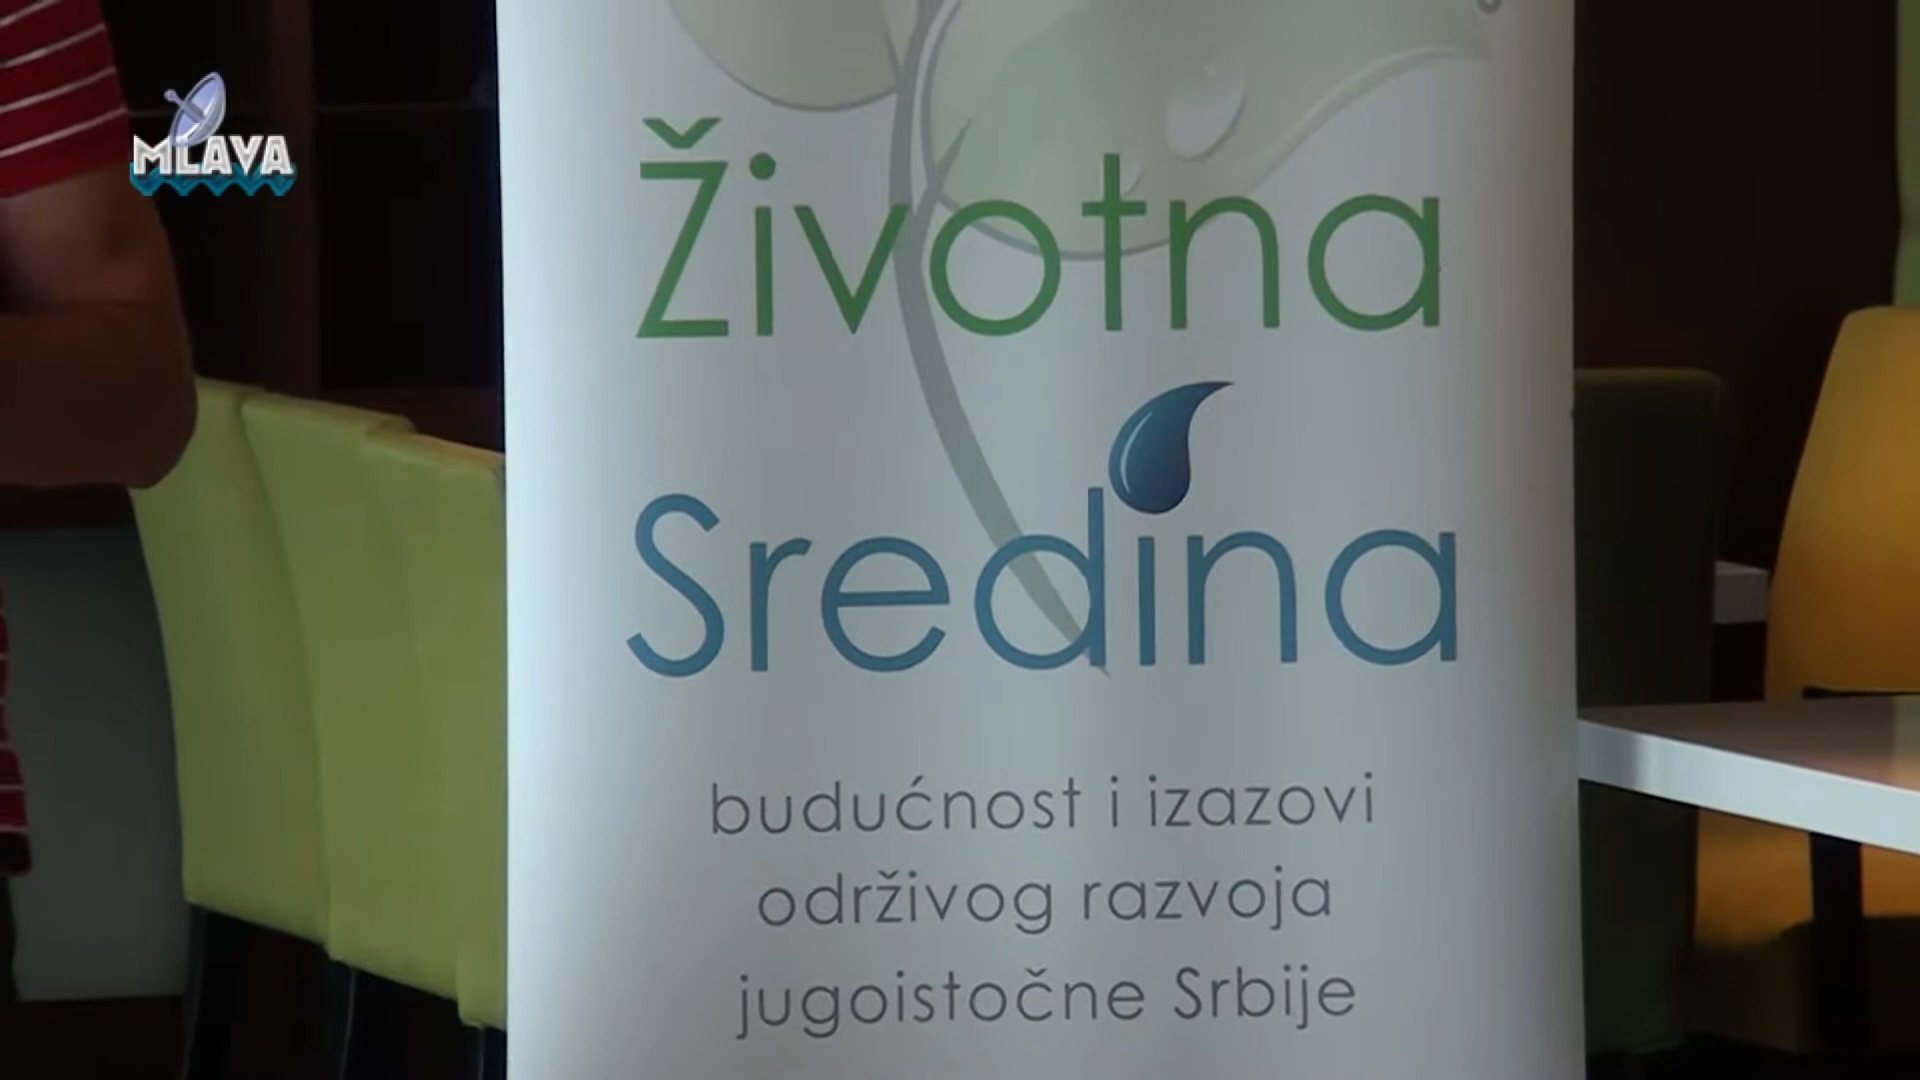 MLAVA
Životna
Sredina
budućnost i izazovi
održivog razvoja
jugoistočne Srbije